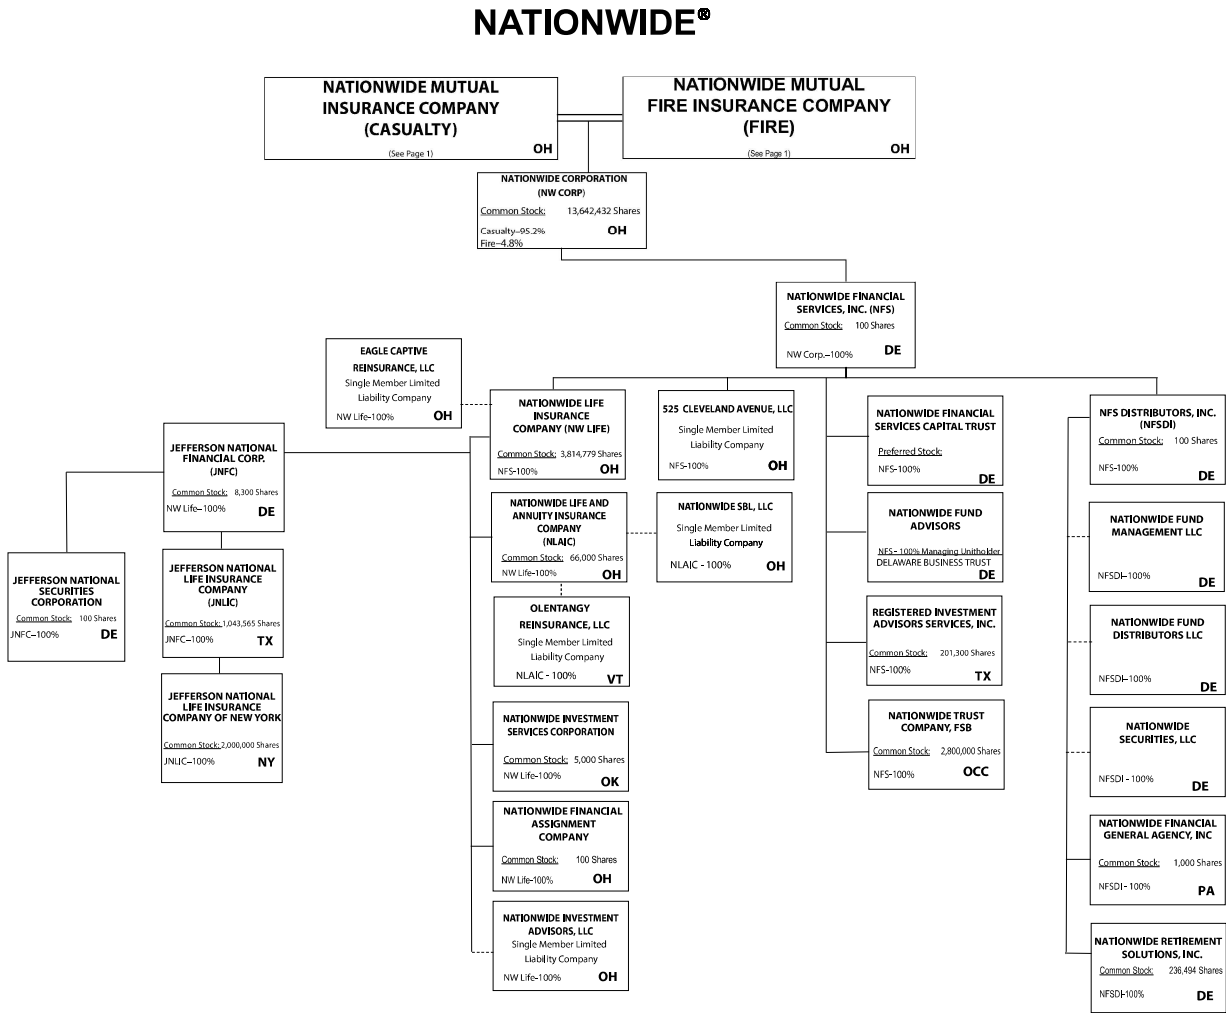 NATIONWIDE®
NATIONWIDE MUTUAL
INSURANCE COMPANY
(CASUALTY)
(See Page 1)
OH
NATIONWIDE MUTUAL
FIRE INSURANCE COMPANY
(FIRE)
(See Page 1)
OH
NATIONWIDE CORPORATION
(NW CORP)
Common Stock: 13,642,432 Shares
Casualty–95.2%
OH
Fire–4.8%
NATIONWIDE FINANCIAL
SERVICES, INC. (NFS)
Common Stock: 100 Shares
NW Corp.–100%
DE
EAGLE CAPTIVE
REINSURANCE, LLC
Single Member Limited
Liability Company
NW Life-100%
OH
NATIONWIDE LIFE
INSURANCE
COMPANY (NW LIFE)
Common Stock: 3,814,779 Shares
NFS-100%
OH
525 CLEVELAND AVENUE, LLC
Single Member Limited
Liability Company
NFS-100%
OH
NATIONWIDE FINANCIAL
SERVICES CAPITAL TRUST
Preferred Stock:
NFS-100%
DE
NFS DISTRIBUTORS, INC.
(NFSDI)
Common Stock: 100 Shares
NFS-100%
DE
JEFFERSON NATIONAL
FINANCIAL CORP.
(JNFC)
Common Stock: 8,300 Shares
NW Life–100%
DE
NATIONWIDE LIFE AND
ANNUITY INSURANCE
COMPANY
(NLAIC)
Common Stock: 66,000 Shares
NW Life-100%
OH
NATIONWIDE SBL, LLC
Single Member Limited
Liability Company
NLAIC - 100%
OH
NATIONWIDE FUND
ADVISORS
NFS - 100% Managing Unitholder
DELAWARE BUSINESS TRUST
DE
NATIONWIDE FUND
MANAGEMENT LLC
NFSDI–100%
DE
JEFFERSON NATIONAL
SECURITIES
CORPORATION
Common Stock: 100 Shares
JNFC–100%
DE
JEFFERSON NATIONAL
LIFE INSURANCE
COMPANY
(JNLIC)
Common Stock: 1,043,565 Shares
JNFC–100%
TX
OLENTANGY
REINSURANCE, LLC
Single Member Limited
Liability Company
NLAIC - 100%
VT
REGISTERED INVESTMENT
ADVISORS SERVICES, INC.
Common Stock: 201,300 Shares
NFS-100%
TX
NATIONWIDE FUND
DISTRIBUTORS LLC
NFSDI–100%
DE
JEFFERSON NATIONAL
LIFE INSURANCE
COMPANY OF NEW YORK
Common Stock: 2,000,000 Shares
JNLIC–100%
NY
NATIONWIDE INVESTMENT
SERVICES CORPORATION
Common Stock: 5,000 Shares
NW Life-100%
OK
NATIONWIDE TRUST
COMPANY, FSB
Common Stock: 2,800,000 Shares
NFS-100%
OCC
NATIONWIDE
SECURITIES, LLC
NFSDI - 100%
DE
NATIONWIDE FINANCIAL
ASSIGNMENT
COMPANY
Common Stock: 100 Shares
NW Life-100%
OH
NATIONWIDE FINANCIAL
GENERAL AGENCY, INC
Common Stock: 1,000 Shares
NFSDI - 100%
PA
NATIONWIDE INVESTMENT
ADVISORS, LLC
Single Member Limited
Liability Company
NW Life-100%
OH
NATIONWIDE RETIREMENT
SOLUTIONS, INC.
Common Stock: 236,494 Shares
NFSDI-100%
DE